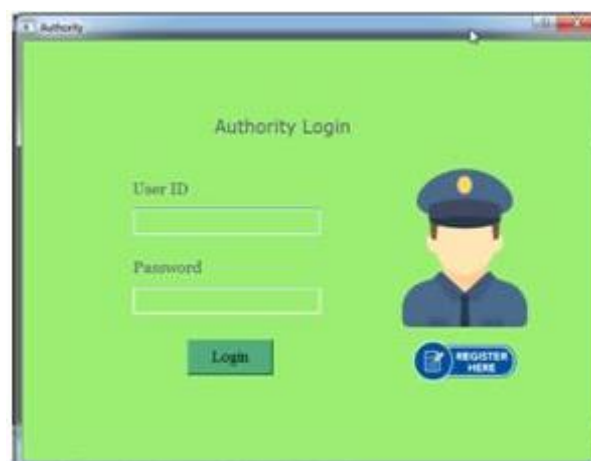 Authority
Authority Login
User ID
Password
Login
REGISTER
HERE